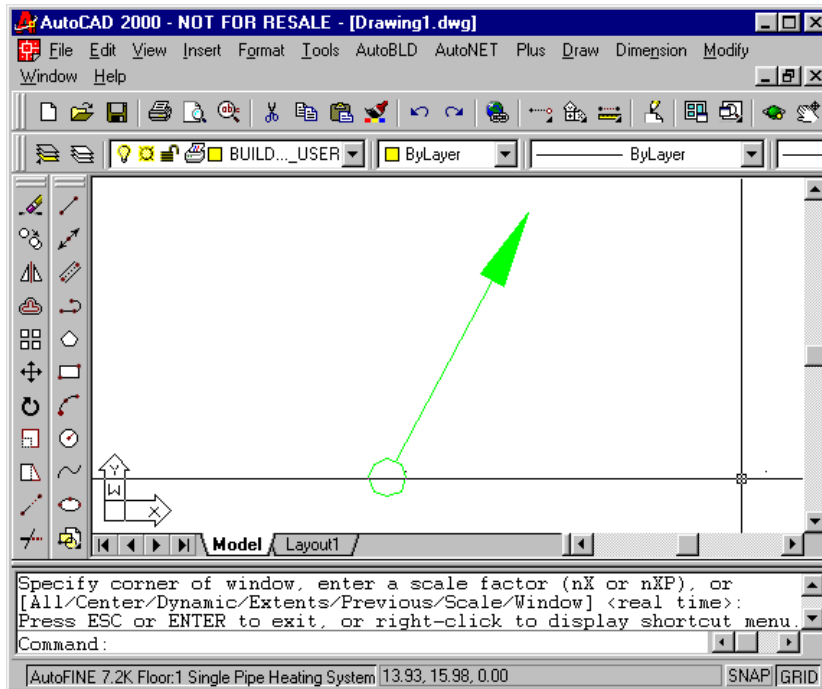 AutoCAD 2000 - NOT FOR RESALE - [Drawing1.dwg]
File Edit View Insert Format Tools AutoBLD AutoNET Plus Draw Dimension Modify
Window Help
BUILD..._USER ByLayer ByLayer
Y
W
X
Model Layout1
Specify corner of window, enter a scale factor (nX or nXP), or
[All/Center/Dynamic/Extents/Previous/Scale/Window] <real time>:
Press ESC or ENTER to exit, or right-click to display shortcut menu.
Command:
AutoFINE 7.2K Floor:1 Single Pipe Heating System 13.93, 15.98, 0.00 SNAP GRID